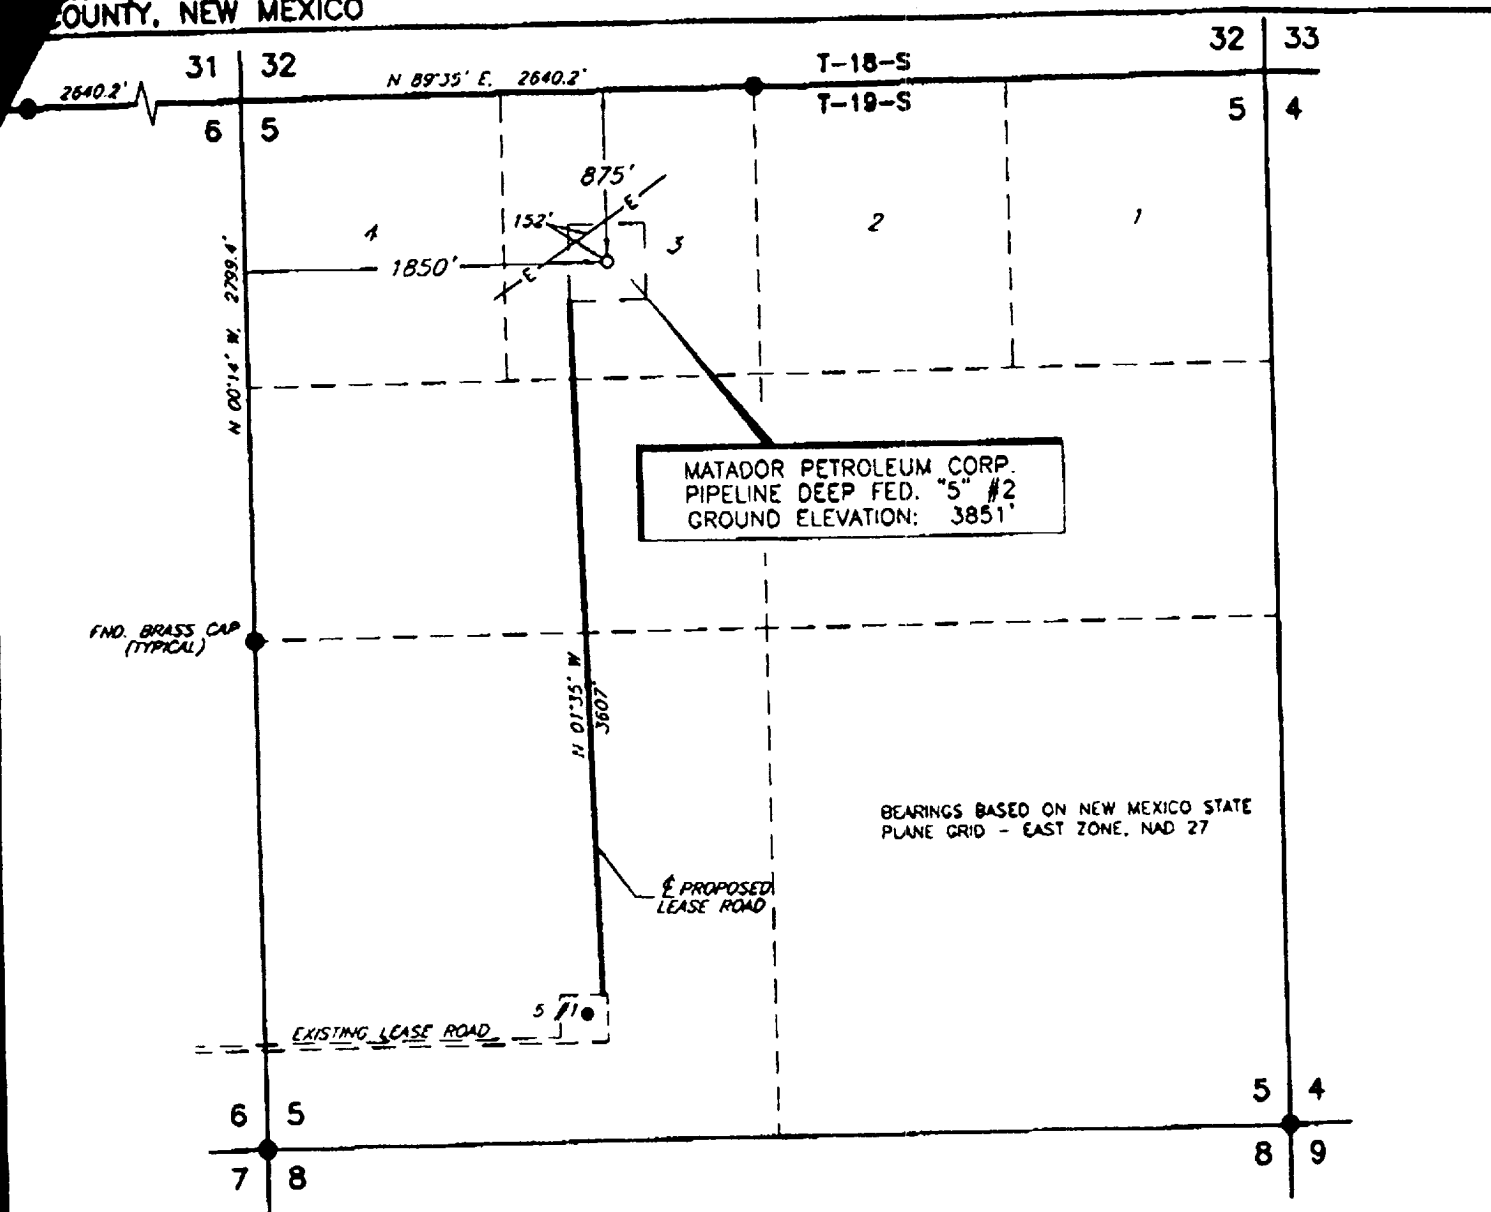 COUNTY, NEW MEXICO
31 32
32 33
2640.2'
N 89°35' E. 2640.2'
T-18-S
T-19-S
6 5
5 4
875'
152'
E
4
3
2
1
1850'
E
N 00°14' W. 2799.4'
MATADOR PETROLEUM CORP.
PIPELINE DEEP FED. "5" #2
GROUND ELEVATION: 3851'
FND. BRASS CAP
(TYPICAL)
N 01°35' W
3607'
BEARINGS BASED ON NEW MEXICO STATE
PLANE GRID - EAST ZONE, NAD 27
℄ PROPOSED
LEASE ROAD
5 #1
EXISTING LEASE ROAD
6 5
5 4
7 8
8 9